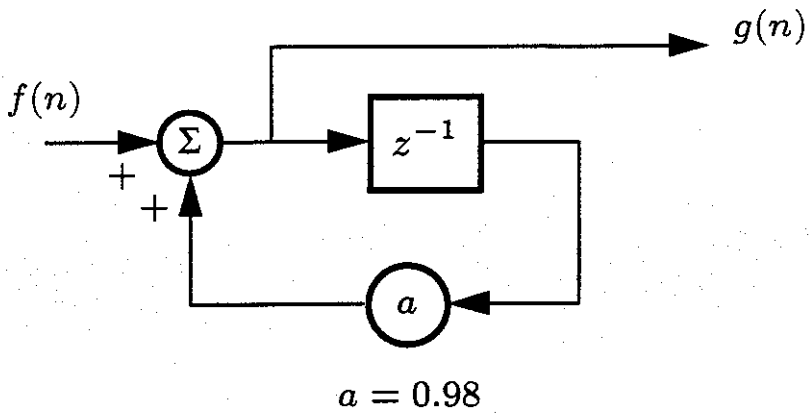 g(n)
f(n)
Σ
z⁻¹
+
+
a
a = 0.98